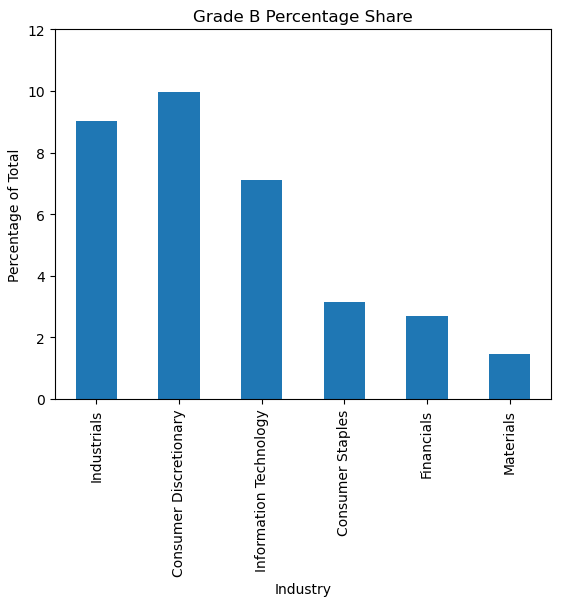 Grade B Percentage Share
12
10
8
6
4
2
0
Percentage of Total
Industrials
Consumer Discretionary
Information Technology
Consumer Staples
Financials
Materials
Industry